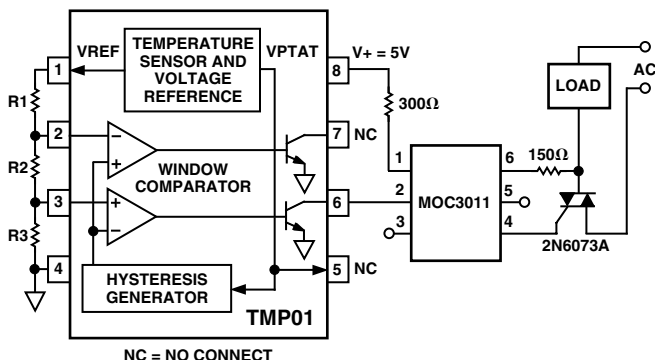 VREF
TEMPERATURE
SENSOR AND
VOLTAGE
REFERENCE
VPTAT
V+ = 5V
1
8
R1
300Ω
LOAD
AC
2
7
NC
R2
WINDOW
COMPARATOR
3
6
R3
1
2
3
MOC3011
6
5
4
150Ω
2N6073A
4
5
NC
HYSTERESIS
GENERATOR
TMP01
NC = NO CONNECT